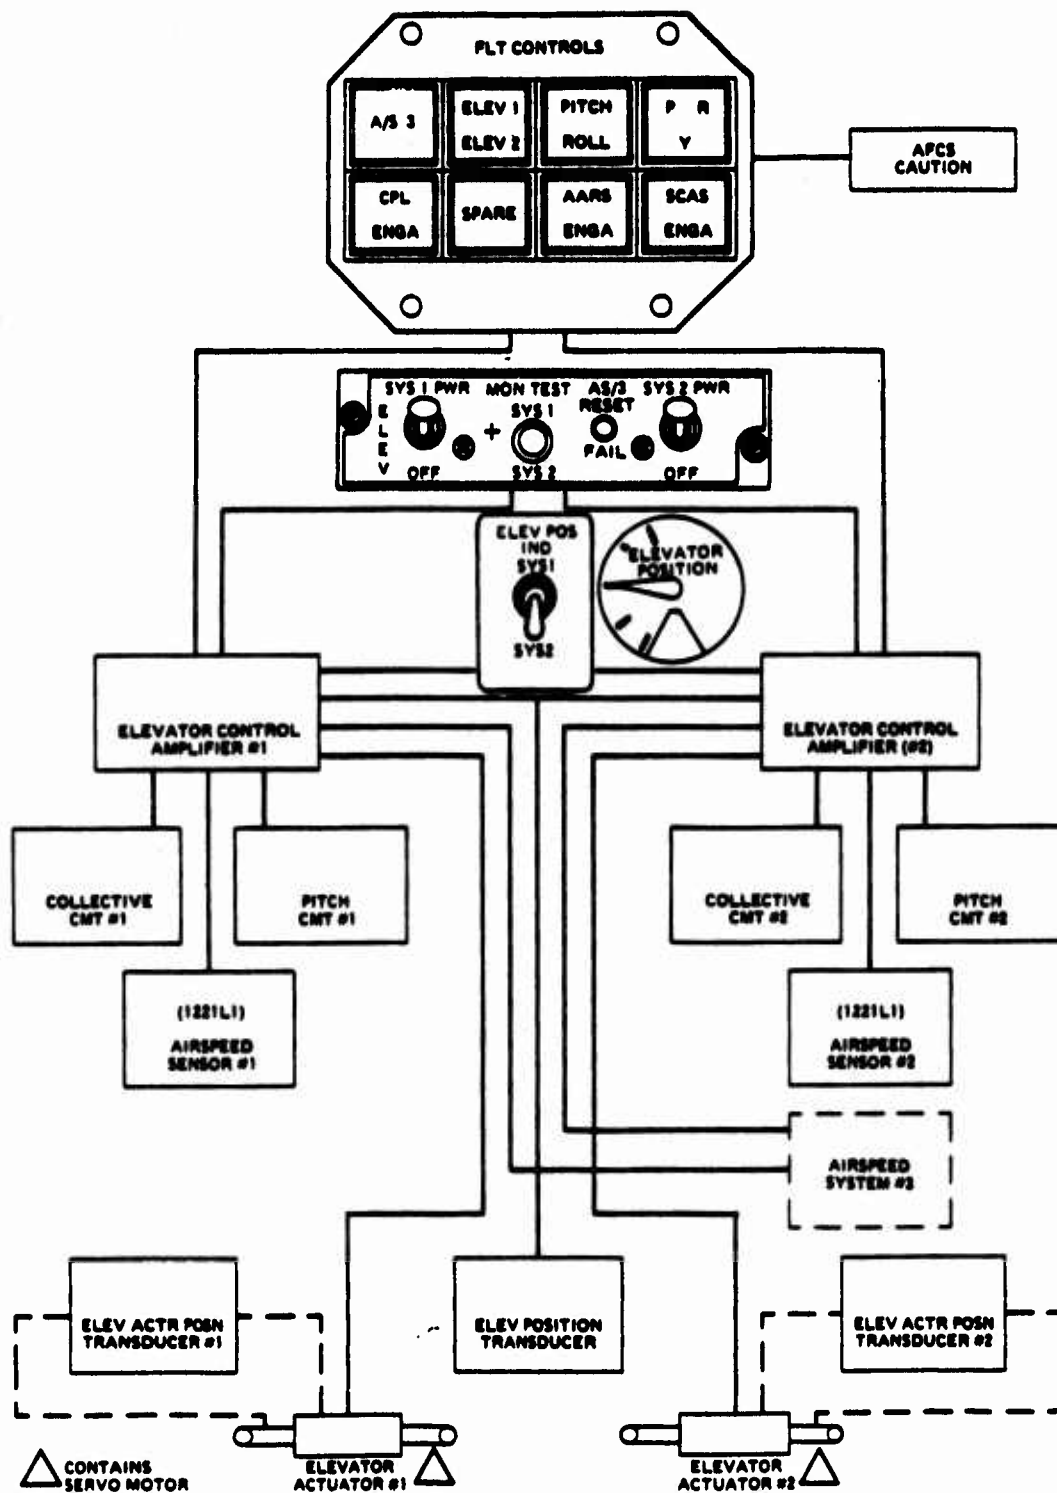 FLT CONTROLS
A/S 3
ELEV 1
ELEV 2
PITCH
ROLL
P R
Y
CPL
ENGA
SPARE
AARS
ENGA
SCAS
ENGA
AFCS
CAUTION
SYS 1 PWR
MON TEST
AS/3
RESET
SYS 2 PWR
ELEV
SYS 1
+
FAIL
OFF
SYS 2
OFF
ELEV POS
IND
SYS1
SYS2
ELEVATOR
POSITION
ELEVATOR CONTROL
AMPLIFIER #1
ELEVATOR CONTROL
AMPLIFIER (#2)
COLLECTIVE
CMT #1
PITCH
CMT #1
COLLECTIVE
CMT #2
PITCH
CMT #2
(1221L1)
AIRSPEED
SENSOR #1
(1221L1)
AIRSPEED
SENSOR #2
AIRSPEED
SYSTEM #3
ELEV ACTR POSN
TRANSDUCER #1
ELEV POSITION
TRANSDUCER
ELEV ACTR POSN
TRANSDUCER #2
CONTAINS
SERVO MOTOR
ELEVATOR
ACTUATOR #1
ELEVATOR
ACTUATOR #2